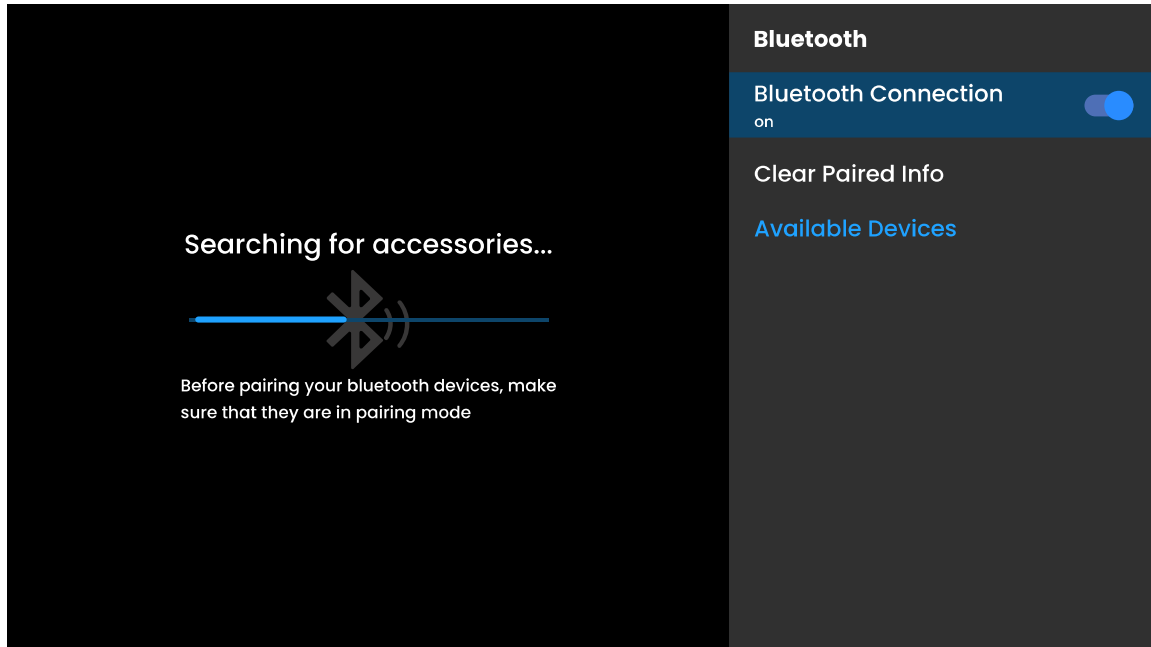 Bluetooth
Bluetooth Connection
on
Clear Paired Info
Available Devices
Searching for accessories...
Before pairing your bluetooth devices, make
sure that they are in pairing mode